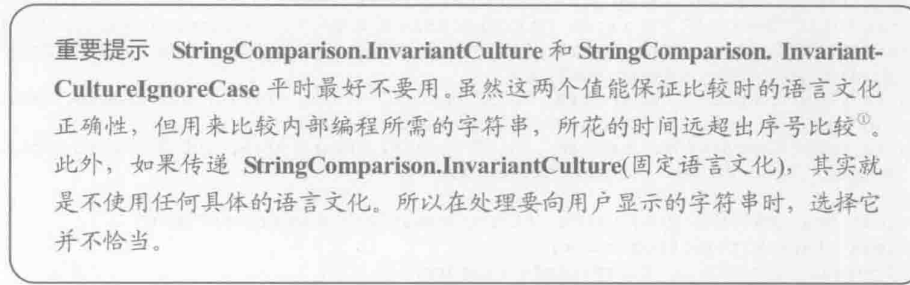 重要提示 StringComparison.InvariantCulture 和 StringComparison. Invariant-
CultureIgnoreCase 平时最好不要用。虽然这两个值能保证比较时的语言文化
正确性，但用来比较内部编程所需的字符串，所花的时间远超出序号比较①。
此外，如果传递 StringComparison.InvariantCulture(固定语言文化)，其实就
是不使用任何具体的语言文化。所以在处理要向用户显示的字符串时，选择它
并不恰当。